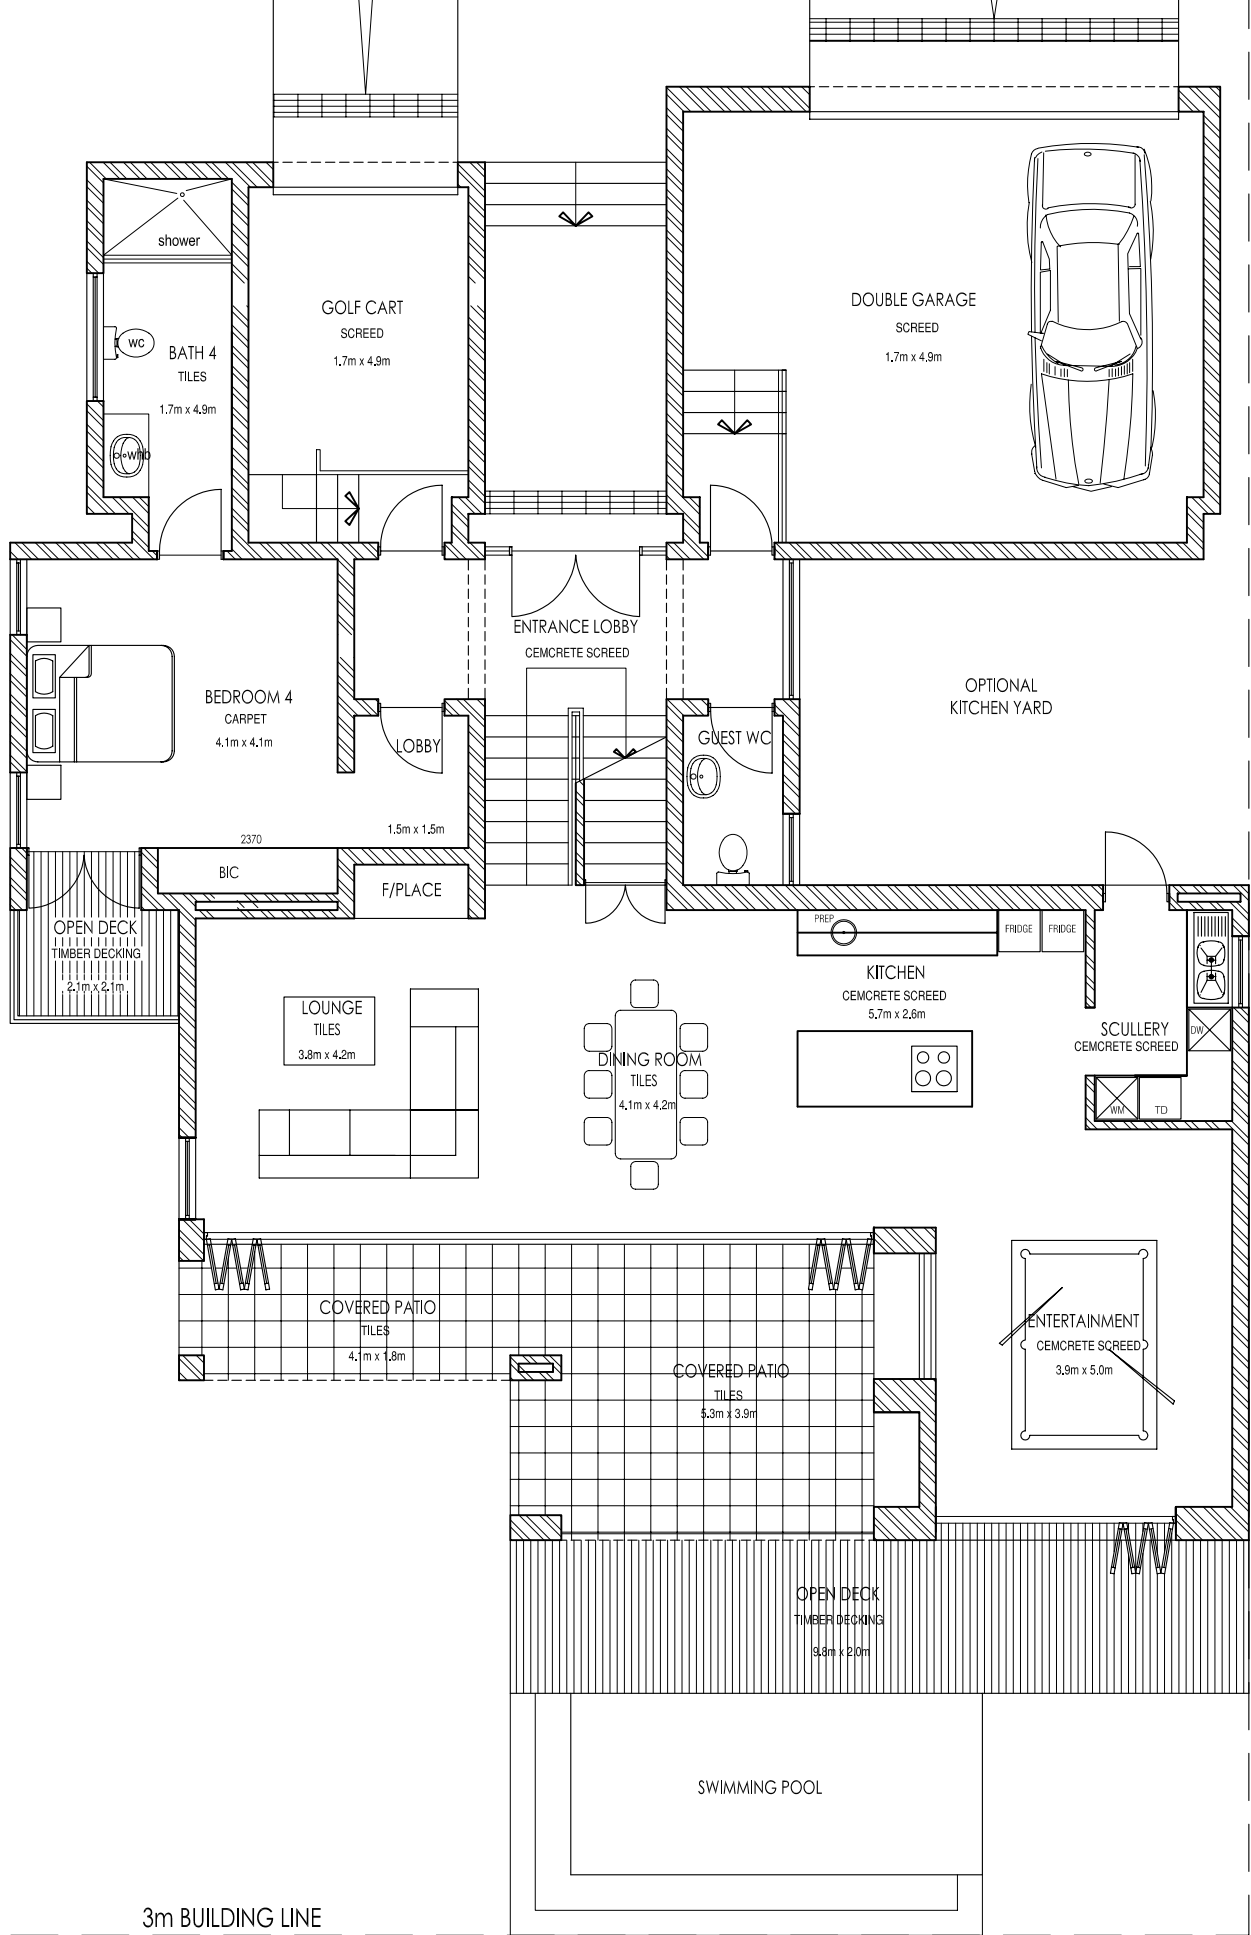 shower
GOLF CART
SCREED
1.7m x 4.9m
DOUBLE GARAGE
SCREED
1.7m x 4.9m
wc
BATH 4
TILES
1.7m x 4.9m
whb
ENTRANCE LOBBY
CEMCRETE SCREED
BEDROOM 4
CARPET
4.1m x 4.1m
OPTIONAL
KITCHEN YARD
LOBBY
1.5m x 1.5m
GUEST WC
2370
BIC
F/PLACE
OPEN DECK
TIMBER DECKING
2.1m x 2.1m
PREP
FRIDGE
FRIDGE
KITCHEN
CEMCRETE SCREED
5.7m x 2.6m
LOUNGE
TILES
3.8m x 4.2m
DINING ROOM
TILES
4.1m x 4.2m
SCULLERY
CEMCRETE SCREED
DW
WM
TD
COVERED PATIO
TILES
4.1m x 1.8m
COVERED PATIO
TILES
5.3m x 3.9m
ENTERTAINMENT
CEMCRETE SCREED
3.9m x 5.0m
OPEN DECK
TIMBER DECKING
9.8m x 2.0m
SWIMMING POOL
3m BUILDING LINE